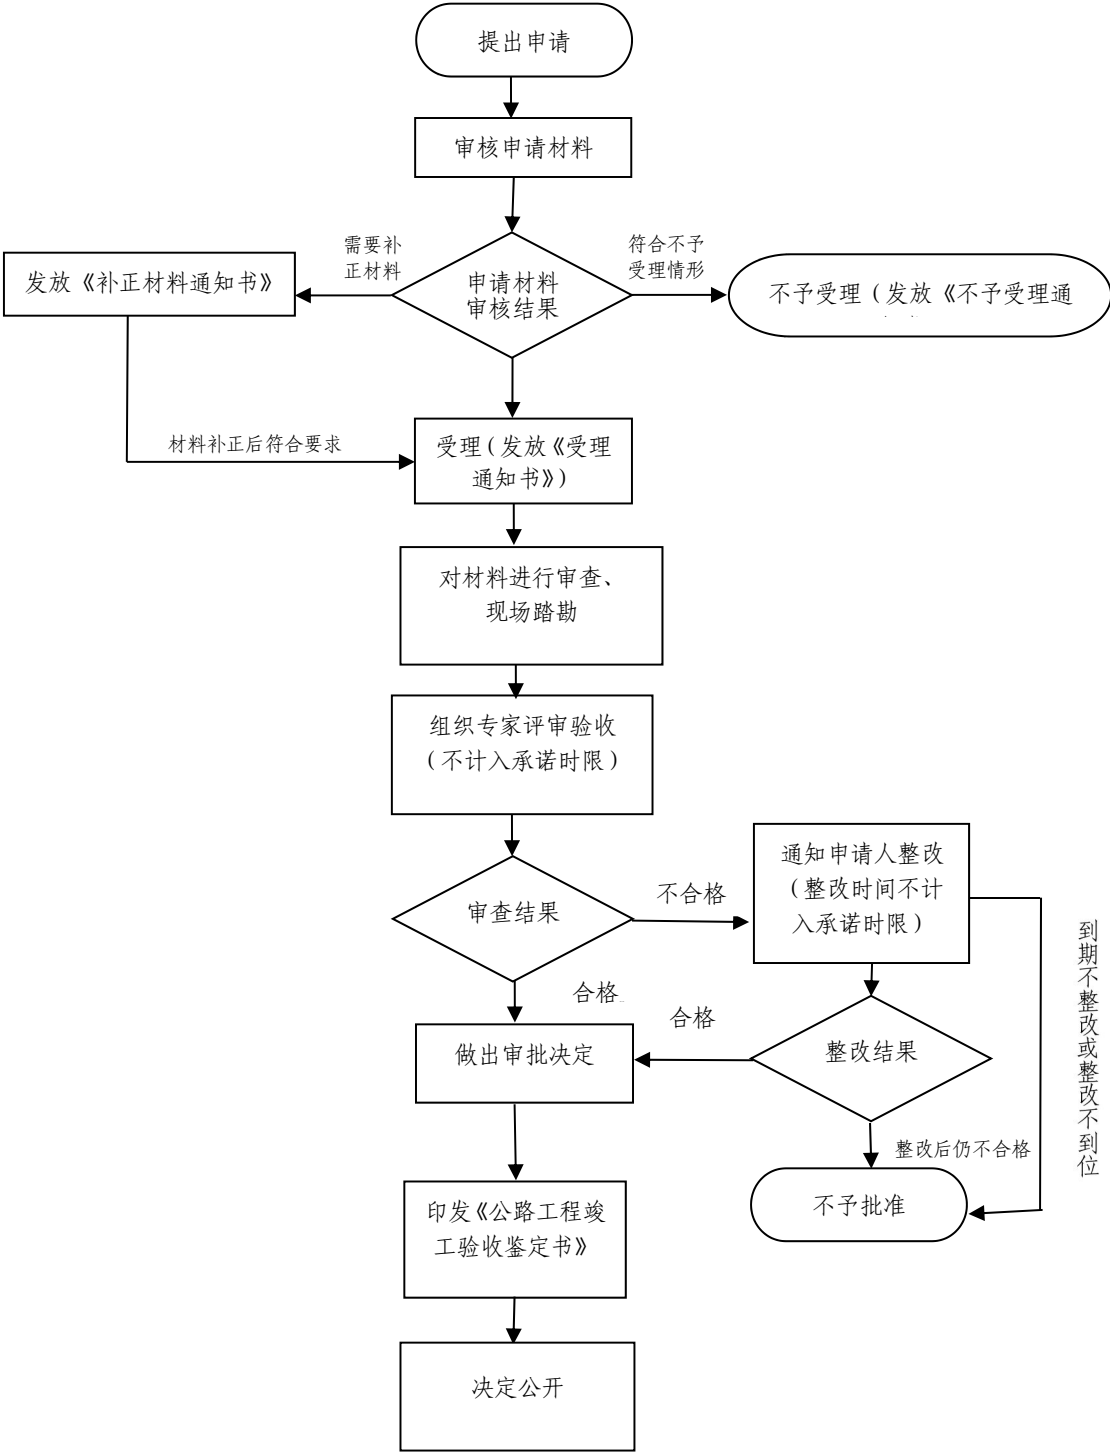 提出申请
审核申请材料
需要补
正材料
符合不予
受理情形
发放《补正材料通知书》
申请材料
审核结果
不予受理（发放《不予受理通
材料补正后符合要求
受理（发放《受理
通知书》）
对材料进行审查、
现场踏勘
组织专家评审验收
（不计入承诺时限）
通知申请人整改
（整改时间不计
入承诺时限）
审查结果
不合格
到期不整改或整改不到位
合格
合格
做出审批决定
整改结果
整改后仍不合格
不予批准
印发《公路工程竣
工验收鉴定书》
决定公开